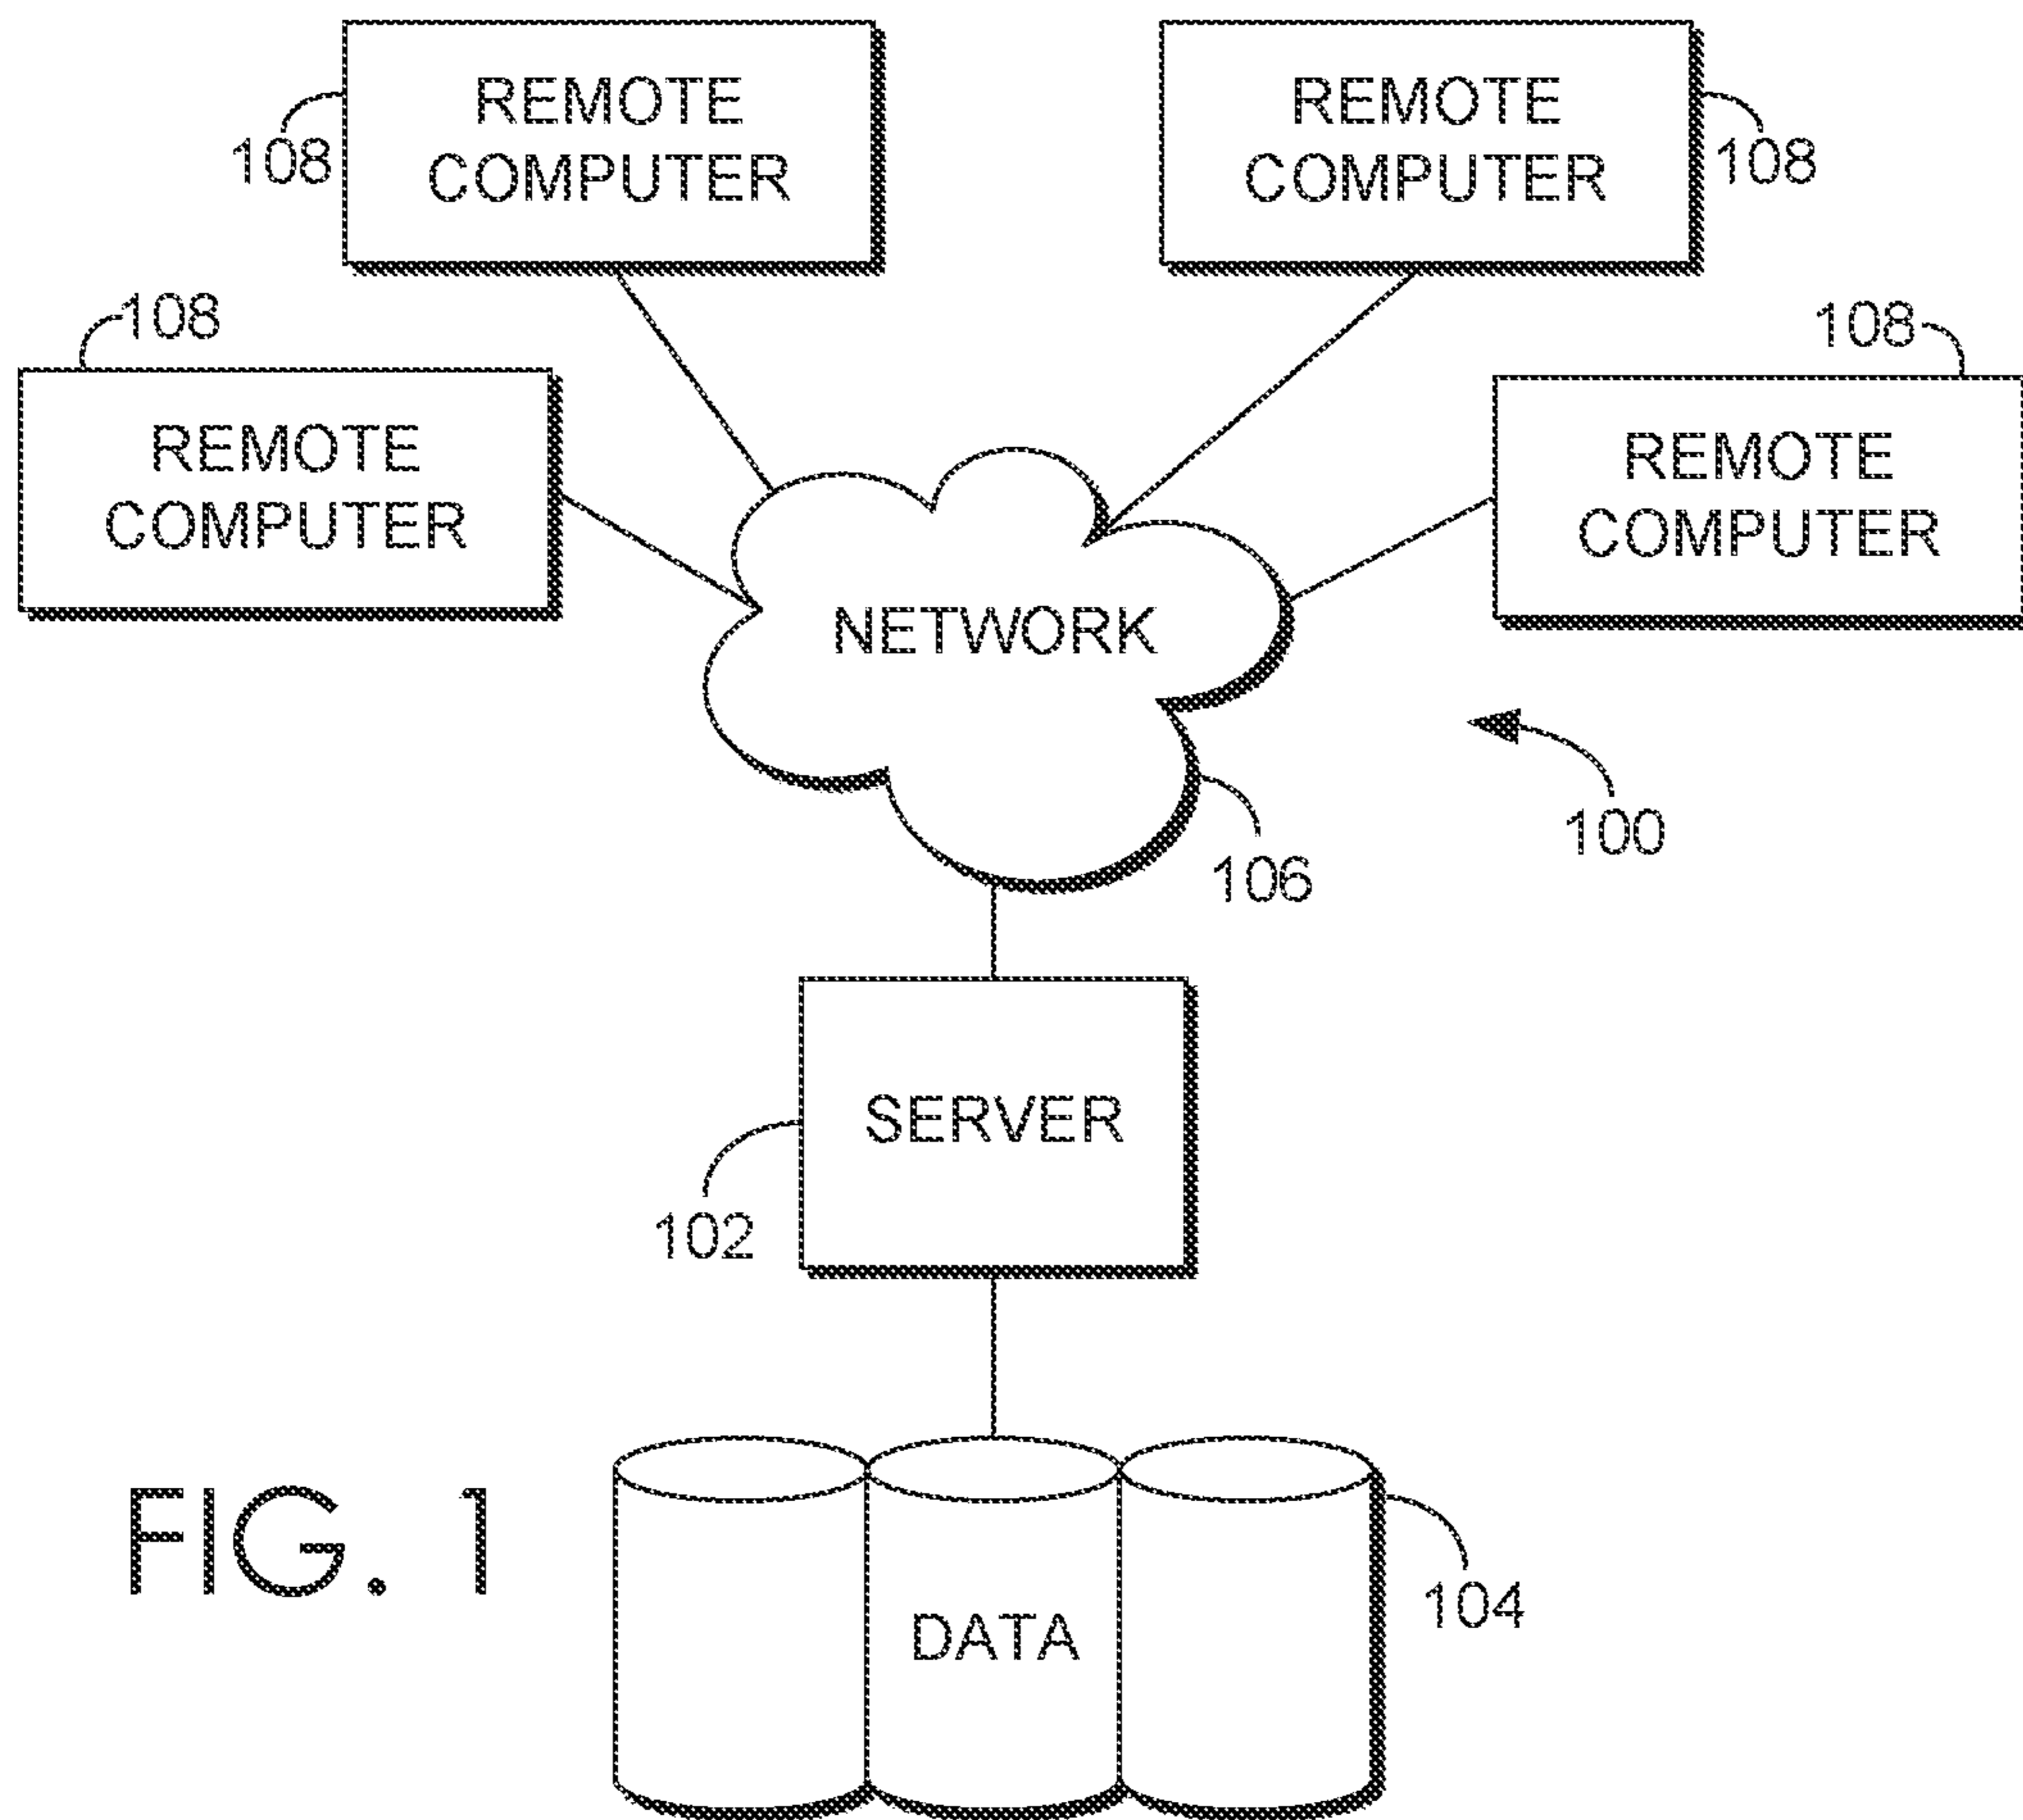 REMOTE
COMPUTER
108
REMOTE
COMPUTER
108
108
REMOTE
COMPUTER
108
REMOTE
COMPUTER
NETWORK
100
106
SERVER
102
FIG. 1
DATA
104